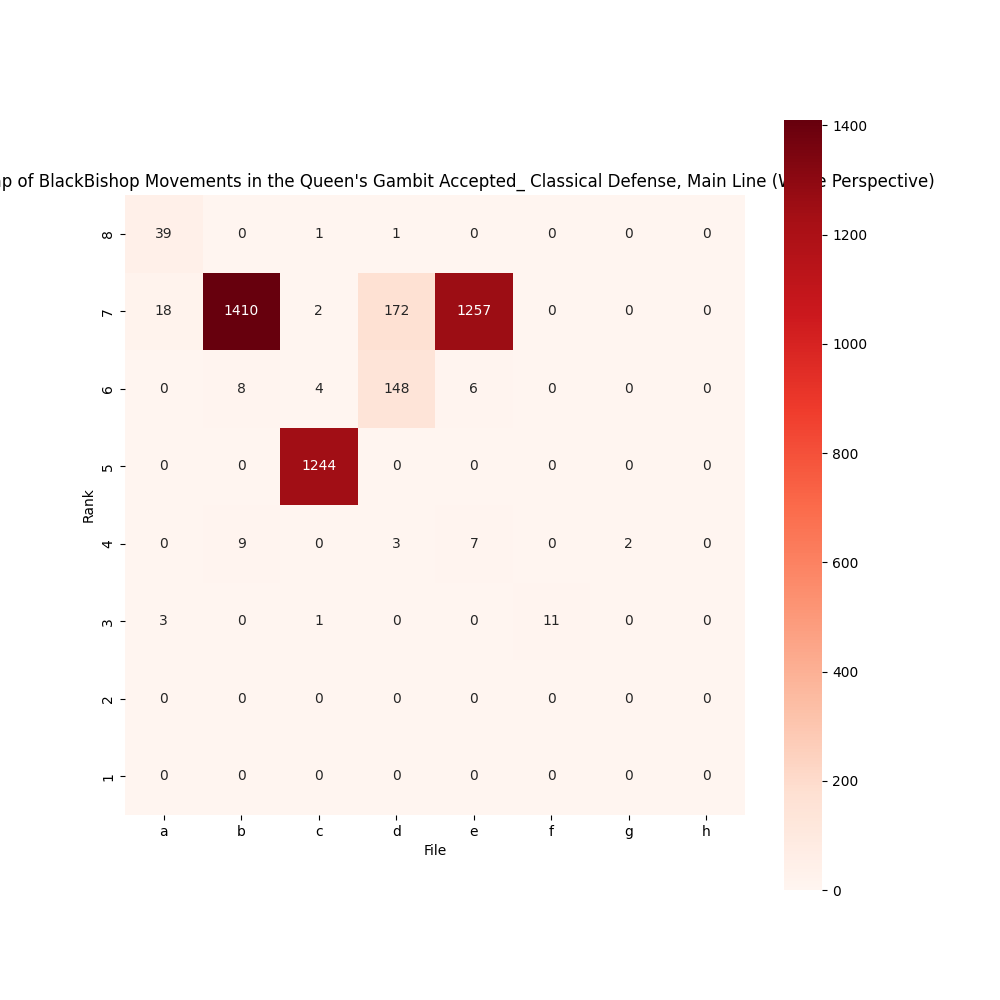 of BlackBishop Movements in the Queen's Gambit Accepted_ Classical Defense, Main Line ( Perspective)
8 39 0 1 1 0 0 0 0
7 18 1410 2 172 1257 0 0 0
6 0 8 4 148 6 0 0 0
5 0 0 1244 0 0 0 0 0
Rank
4 0 9 0 3 7 0 2 0
3 3 0 1 0 0 11 0 0
2 0 0 0 0 0 0 0 0
1 0 0 0 0 0 0 0 0
a b c d e f g h
File
1400
1200
1000
800
600
400
200
0